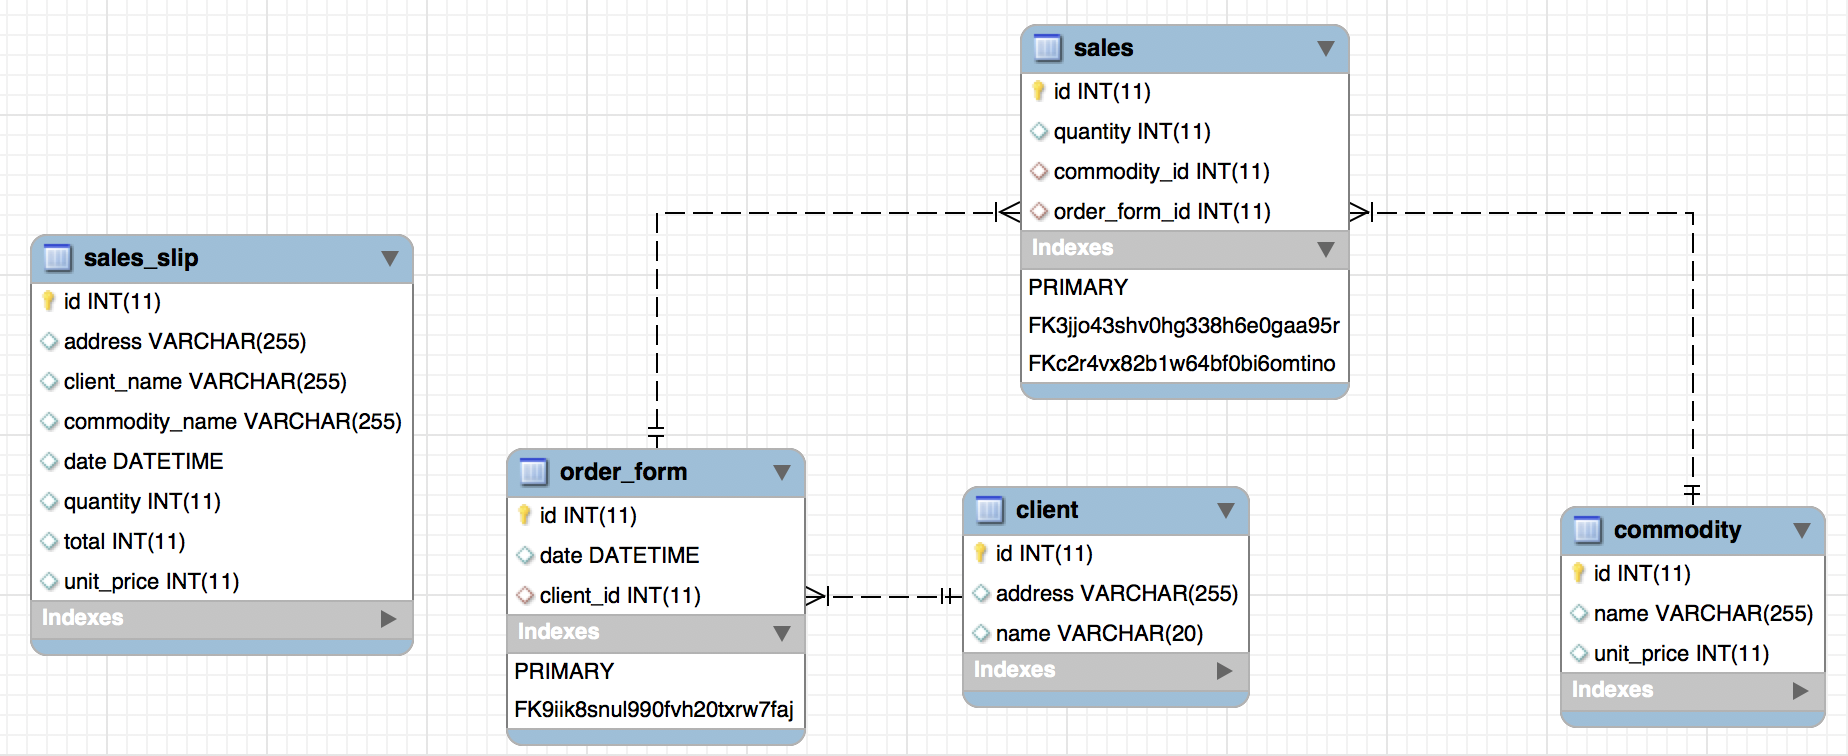 sales
id INT(11)
quantity INT(11)
commodity_id INT(11)
order_form_id INT(11)
Indexes
PRIMARY
FK3jjo43shv0hg338h6e0gaa95r
FKc2r4vx82b1w64bf0bi6omtino
sales_slip
id INT(11)
address VARCHAR(255)
client_name VARCHAR(255)
commodity_name VARCHAR(255)
date DATETIME
quantity INT(11)
total INT(11)
unit_price INT(11)
Indexes
order_form
id INT(11)
date DATETIME
client_id INT(11)
Indexes
PRIMARY
FK9iik8snul990fvh20txrw7faj
client
id INT(11)
address VARCHAR(255)
name VARCHAR(20)
Indexes
commodity
id INT(11)
name VARCHAR(255)
unit_price INT(11)
Indexes